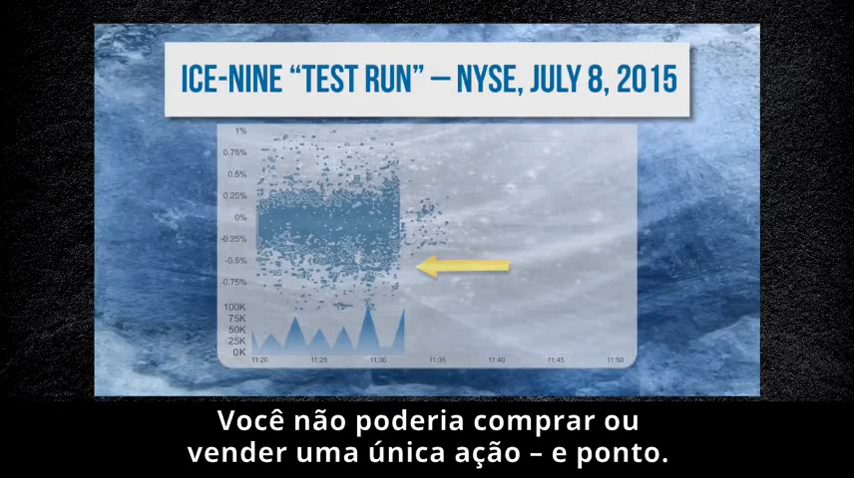 ICE-NINE “TEST RUN” – NYSE, JULY 8, 2015
1%
0.75%
0.5%
0.25%
0%
-0.25%
-0.5%
-0.75%
100K
75K
50K
25K
0K
11:20 11:25 11:30 11:35 11:40 11:45 11:50
Você não poderia comprar ou
vender uma única ação – e ponto.